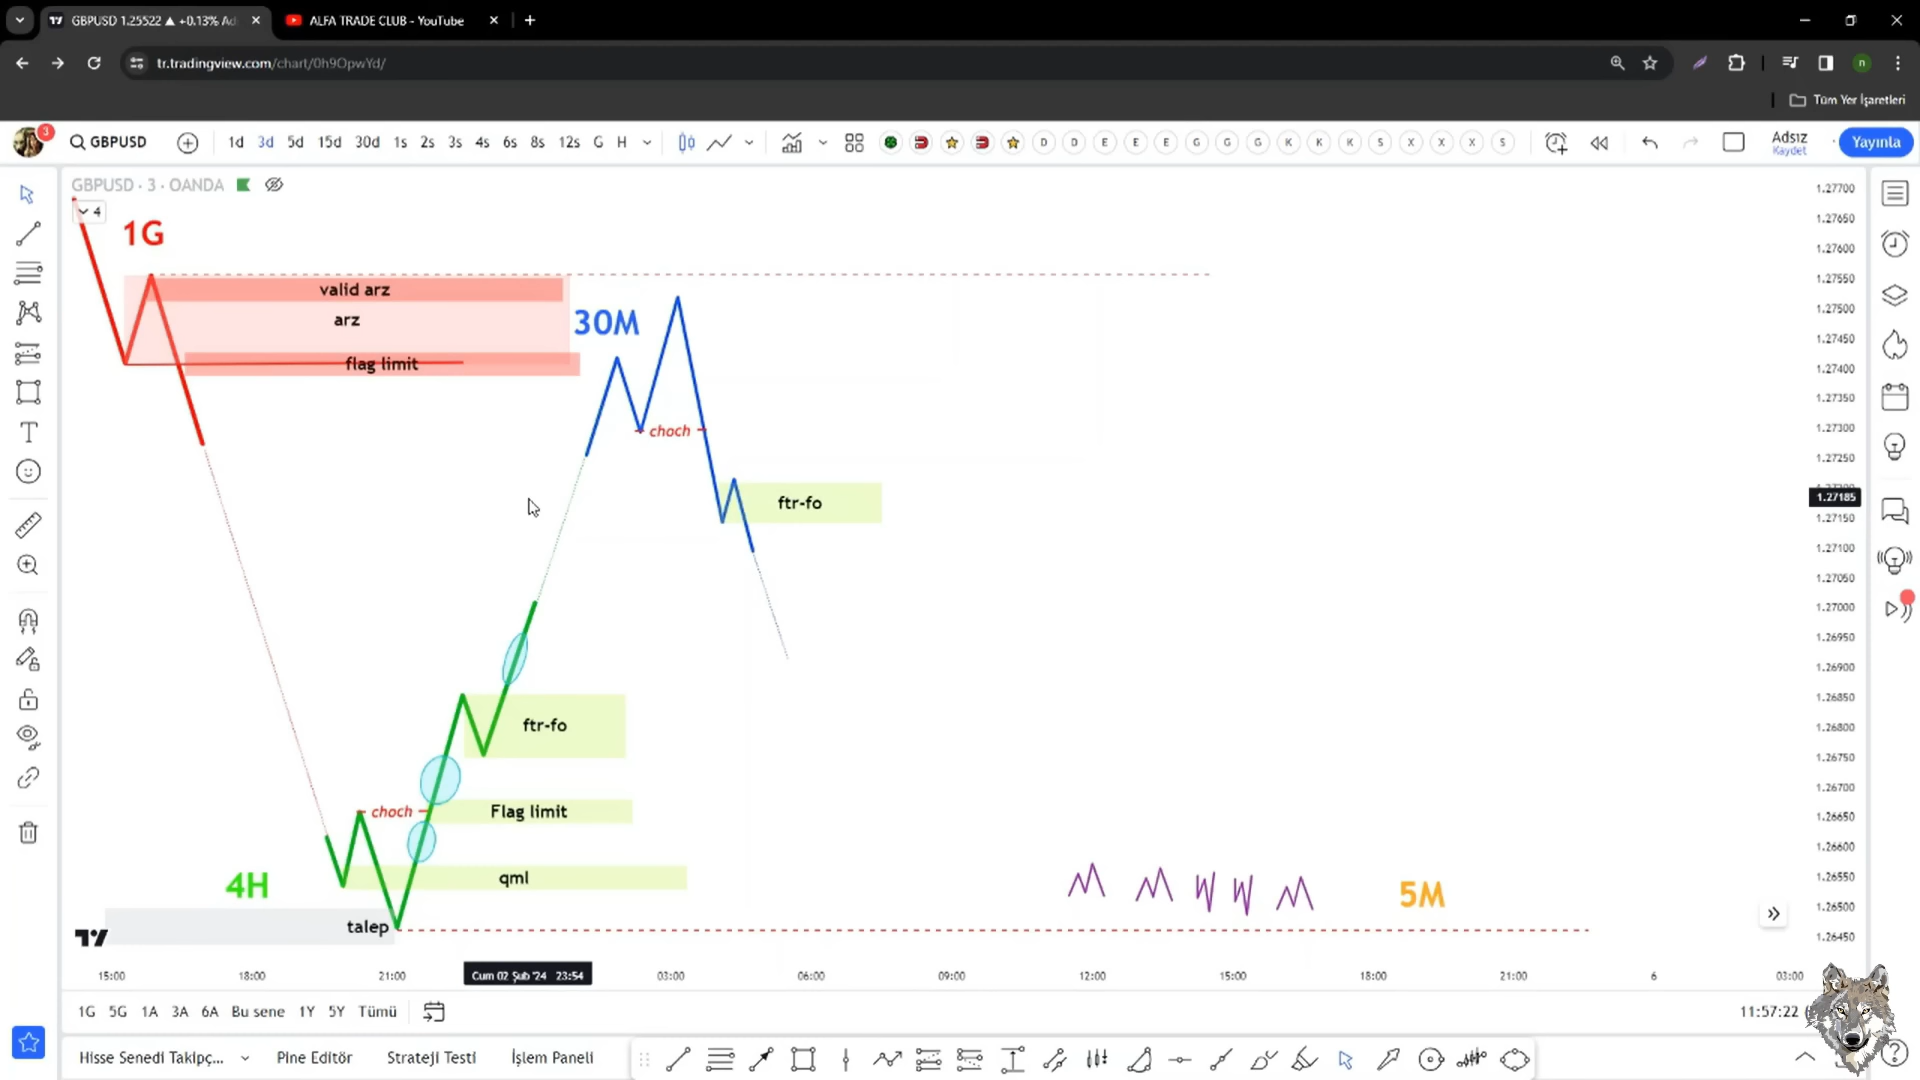 GBPUSD 1.25522 ▲ +0.13% Ad
ALFA TRADE CLUB - YouTube
tr.tradingview.com/chart/0h9OpwYd/
n
Tüm Yer İşaretleri
3
GBPUSD
1d 3d 5d 15d 30d 1s 2s 3s 4s 6s 8s 12s G H
D D E E E G G G K K K S X X X S
Adsız
Kaydet
Yayınla
GBPUSD · 3 · OANDA
4
1G
valid arz
arz
flag limit
30M
choch
ftr-fo
ftr-fo
choch
Flag limit
qml
4H
talep
5M
1.27700
1.27650
1.27600
1.27550
1.27500
1.27450
1.27400
1.27350
1.27300
1.27250
1.27185
1.27150
1.27100
1.27050
1.27000
1.26950
1.26900
1.26850
1.26800
1.26750
1.26700
1.26650
1.26600
1.26550
1.26500
1.26450
15:00 18:00 21:00 Cum 02 Şub '24 23:54 03:00 06:00 09:00 12:00 15:00 18:00 21:00 6 03:00
1G 5G 1A 3A 6A Bu sene 1Y 5Y Tümü
11:57:22
Hisse Senedi Takipç... Pine Editör Strateji Testi İşlem Paneli